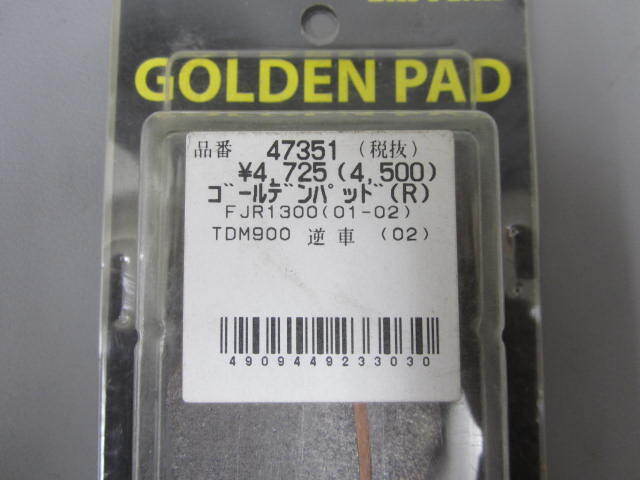 GOLDEN PAD
品番 47351 (税抜)
¥4,725(4,500)
ｺﾞｰﾙﾃﾞﾝﾊﾟｯﾄﾞ(R)
FJR1300(01-02)
TDM900 逆車 (02)
4909449233030